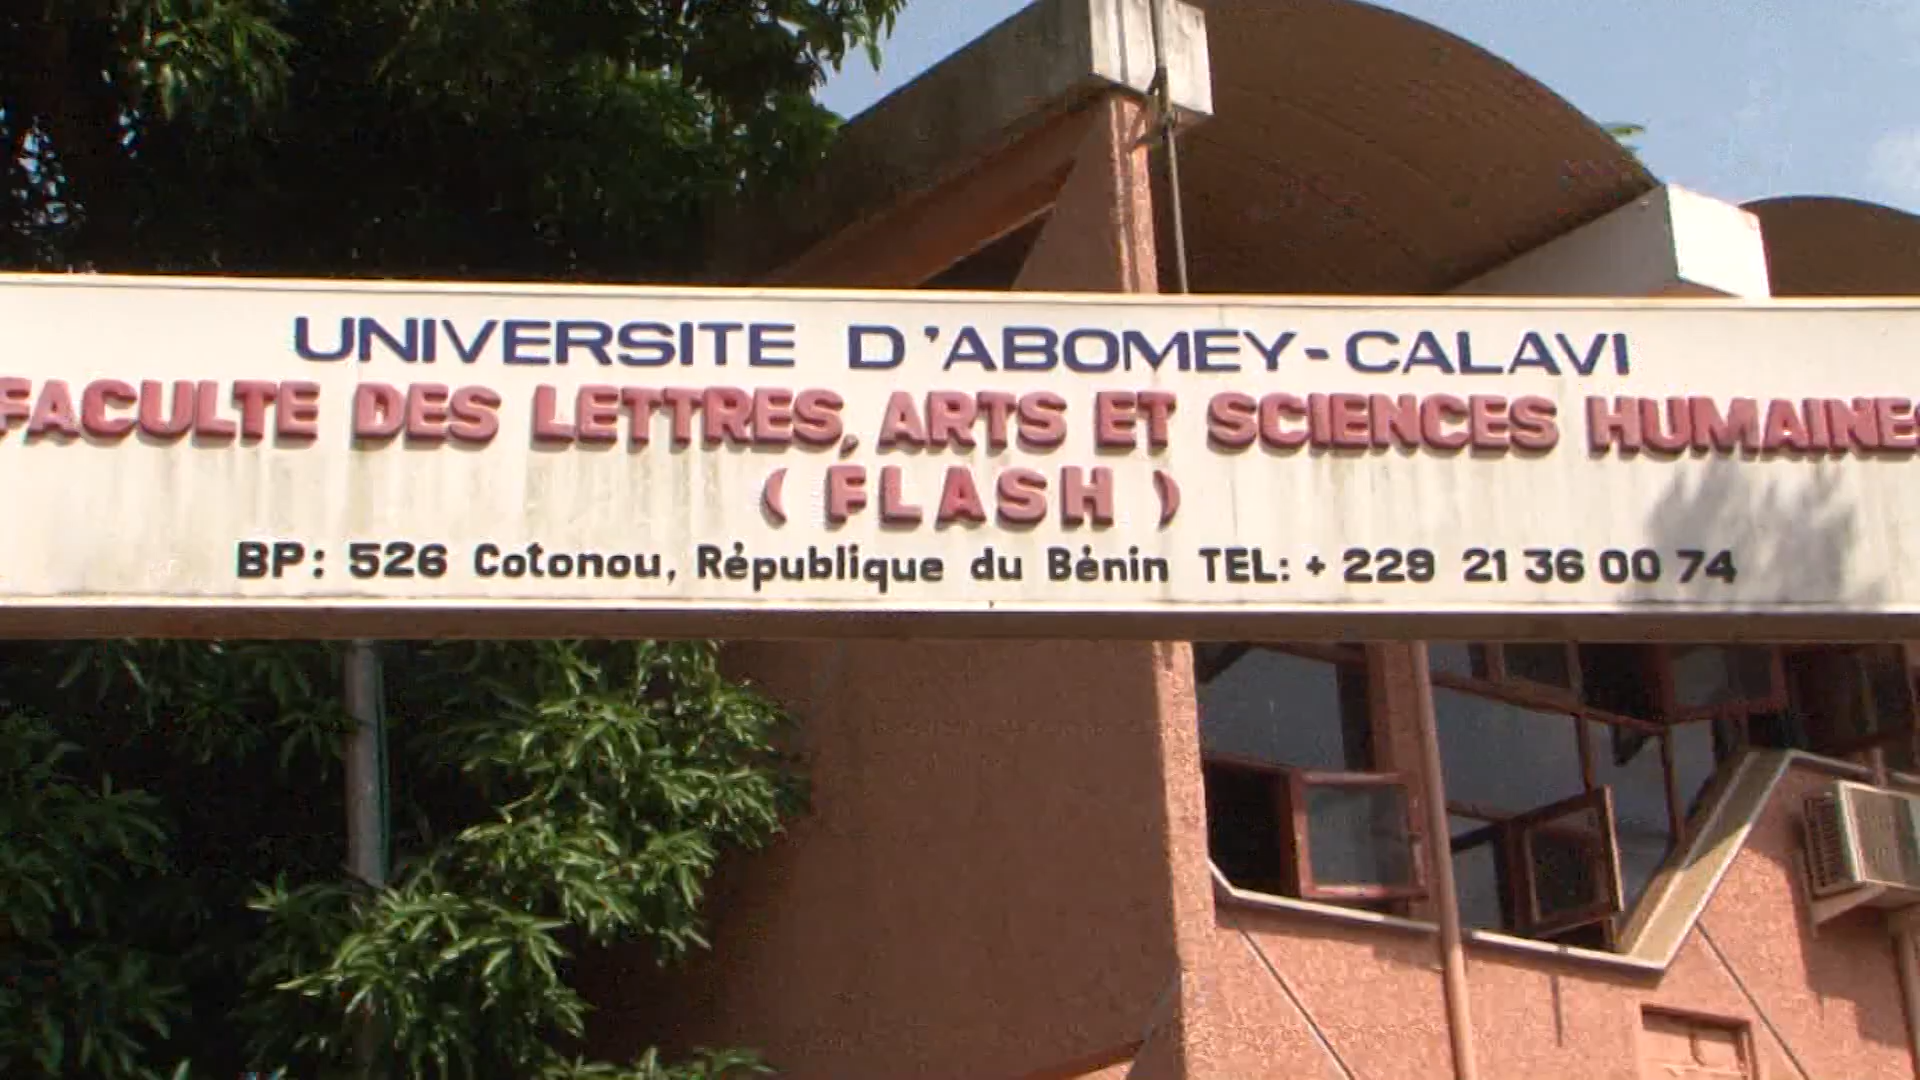 UNIVERSITE D'ABOMEY-CALAVI
FACULTE DES LETTRES, ARTS ET SCIENCES HUMAINES
( FLASH )
BP: 526 Cotonou, République du Bénin TEL: + 229 21 36 00 74